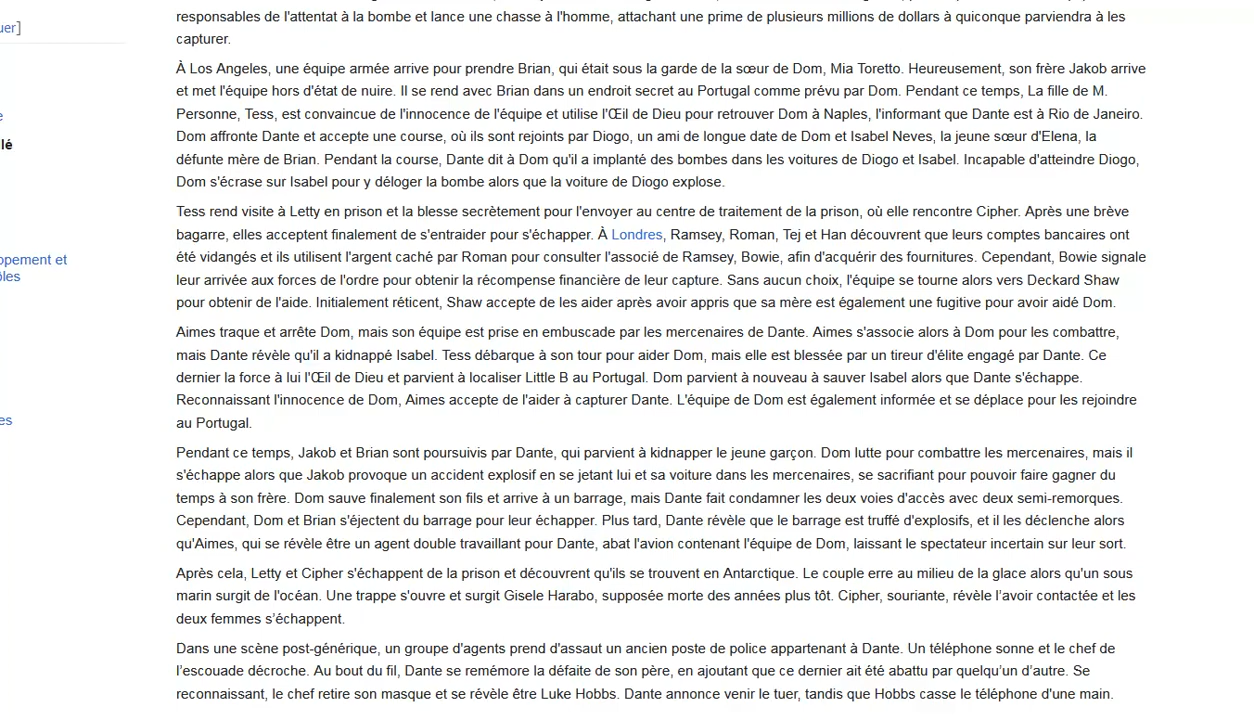 responsables de l'attentat à la bombe et lance une chasse à l'homme, attachant une prime de plusieurs millions de dollars à quiconque parviendra à les
capturer.
À Los Angeles, une équipe armée arrive pour prendre Brian, qui était sous la garde de la sœur de Dom, Mia Toretto. Heureusement, son frère Jakob arrive
et met l'équipe hors d'état de nuire. Il se rend avec Brian dans un endroit secret au Portugal comme prévu par Dom. Pendant ce temps, La fille de M.
Personne, Tess, est convaincue de l'innocence de l'équipe et utilise l'Œil de Dieu pour retrouver Dom à Naples, l'informant que Dante est à Rio de Janeiro.
Dom affronte Dante et accepte une course, où ils sont rejoints par Diogo, un ami de longue date de Dom et Isabel Neves, la jeune sœur d'Elena, la
défunte mère de Brian. Pendant la course, Dante dit à Dom qu'il a implanté des bombes dans les voitures de Diogo et Isabel. Incapable d'atteindre Diogo,
Dom s'écrase sur Isabel pour y déloger la bombe alors que la voiture de Diogo explose.
Tess rend visite à Letty en prison et la blesse secrètement pour l'envoyer au centre de traitement de la prison, où elle rencontre Cipher. Après une brève
bagarre, elles acceptent finalement de s'entraider pour s'échapper. À Londres, Ramsey, Roman, Tej et Han découvrent que leurs comptes bancaires ont
été vidangés et ils utilisent l'argent caché par Roman pour consulter l'associé de Ramsey, Bowie, afin d'acquérir des fournitures. Cependant, Bowie signale
leur arrivée aux forces de l'ordre pour obtenir la récompense financière de leur capture. Sans aucun choix, l'équipe se tourne alors vers Deckard Shaw
pour obtenir de l'aide. Initialement réticent, Shaw accepte de les aider après avoir appris que sa mère est également une fugitive pour avoir aidé Dom.
Aimes traque et arrête Dom, mais son équipe est prise en embuscade par les mercenaires de Dante. Aimes s'associe alors à Dom pour les combattre,
mais Dante révèle qu'il a kidnappé Isabel. Tess débarque à son tour pour aider Dom, mais elle est blessée par un tireur d'élite engagé par Dante. Ce
dernier la force à lui l'Œil de Dieu et parvient à localiser Little B au Portugal. Dom parvient à nouveau à sauver Isabel alors que Dante s'échappe.
Reconnaissant l'innocence de Dom, Aimes accepte de l'aider à capturer Dante. L'équipe de Dom est également informée et se déplace pour les rejoindre
au Portugal.
Pendant ce temps, Jakob et Brian sont poursuivis par Dante, qui parvient à kidnapper le jeune garçon. Dom lutte pour combattre les mercenaires, mais il
s'échappe alors que Jakob provoque un accident explosif en se jetant lui et sa voiture dans les mercenaires, se sacrifiant pour pouvoir faire gagner du
temps à son frère. Dom sauve finalement son fils et arrive à un barrage, mais Dante fait condamner les deux voies d'accès avec deux semi-remorques.
Cependant, Dom et Brian s'éjectent du barrage pour leur échapper. Plus tard, Dante révèle que le barrage est truffé d'explosifs, et il les déclenche alors
qu'Aimes, qui se révèle être un agent double travaillant pour Dante, abat l'avion contenant l'équipe de Dom, laissant le spectateur incertain sur leur sort.
Après cela, Letty et Cipher s'échappent de la prison et découvrent qu'ils se trouvent en Antarctique. Le couple erre au milieu de la glace alors qu'un sous
marin surgit de l'océan. Une trappe s'ouvre et surgit Gisele Harabo, supposée morte des années plus tôt. Cipher, souriante, révèle l’avoir contactée et les
deux femmes s’échappent.
Dans une scène post-générique, un groupe d'agents prend d'assaut un ancien poste de police appartenant à Dante. Un téléphone sonne et le chef de
l’escouade décroche. Au bout du fil, Dante se remémore la défaite de son père, en ajoutant que ce dernier ait été abattu par quelqu’un d’autre. Se
reconnaissant, le chef retire son masque et se révèle être Luke Hobbs. Dante annonce venir le tuer, tandis que Hobbs casse le téléphone d'une main.
uer]
e
lé
opement et
ôles
es